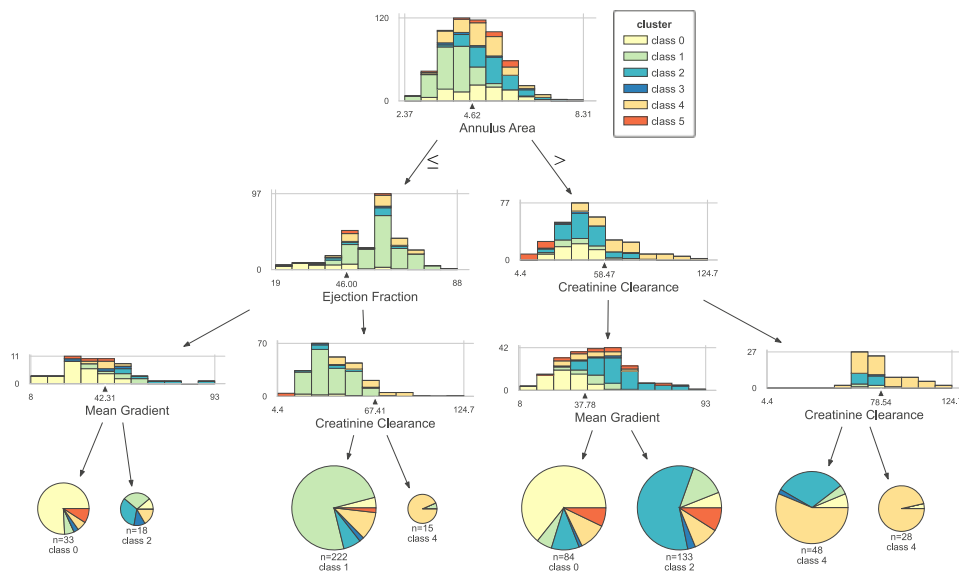 120
0
2.37
4.62
8.31
Annulus Area
cluster
class 0
class 1
class 2
class 3
class 4
class 5
≤
>
97
0
19
46.00
88
Ejection Fraction
77
0
4.4
58.47
124.7
Creatinine Clearance
11
0
8
42.31
93
Mean Gradient
70
0
4.4
67.41
124.7
Creatinine Clearance
42
0
8
37.78
93
Mean Gradient
27
0
4.4
78.54
124.7
Creatinine Clearance
n=33
class 0
n=18
class 2
n=222
class 1
n=15
class 4
n=84
class 0
n=133
class 2
n=48
class 4
n=28
class 4